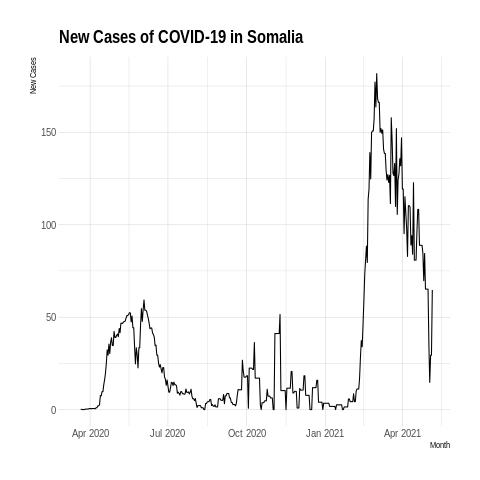 New Cases of COVID-19 in Somalia
New Cases
150
100
50
0
Apr 2020 Jul 2020 Oct 2020 Jan 2021 Apr 2021
Month